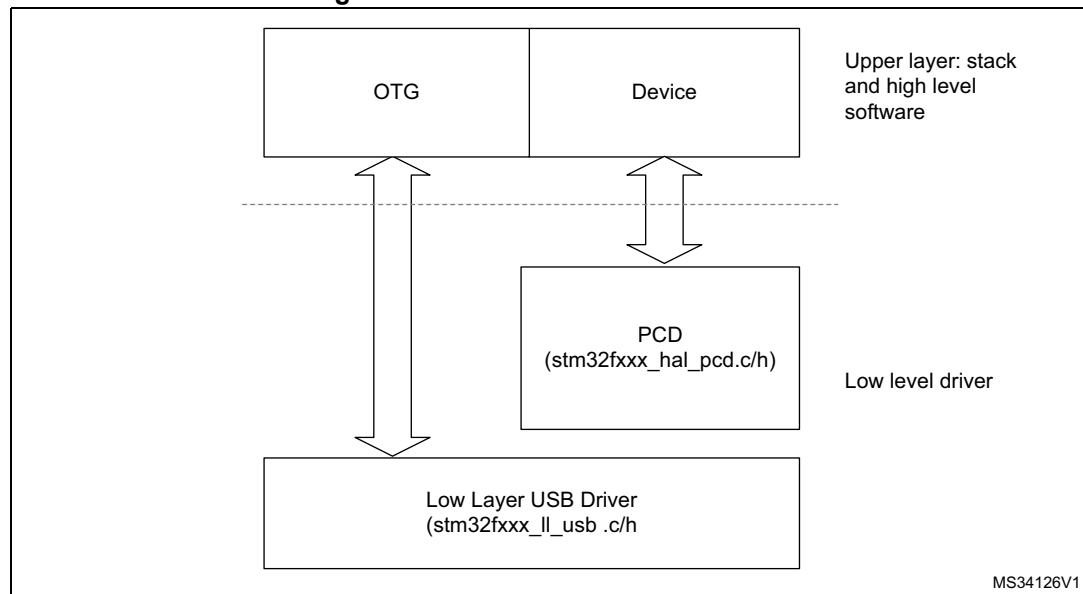 OTG
Device
Upper layer: stack
and high level
software
PCD
(stm32fxxx_hal_pcd.c/h)
Low level driver
Low Layer USB Driver
(stm32fxxx_ll_usb .c/h
MS34126V1